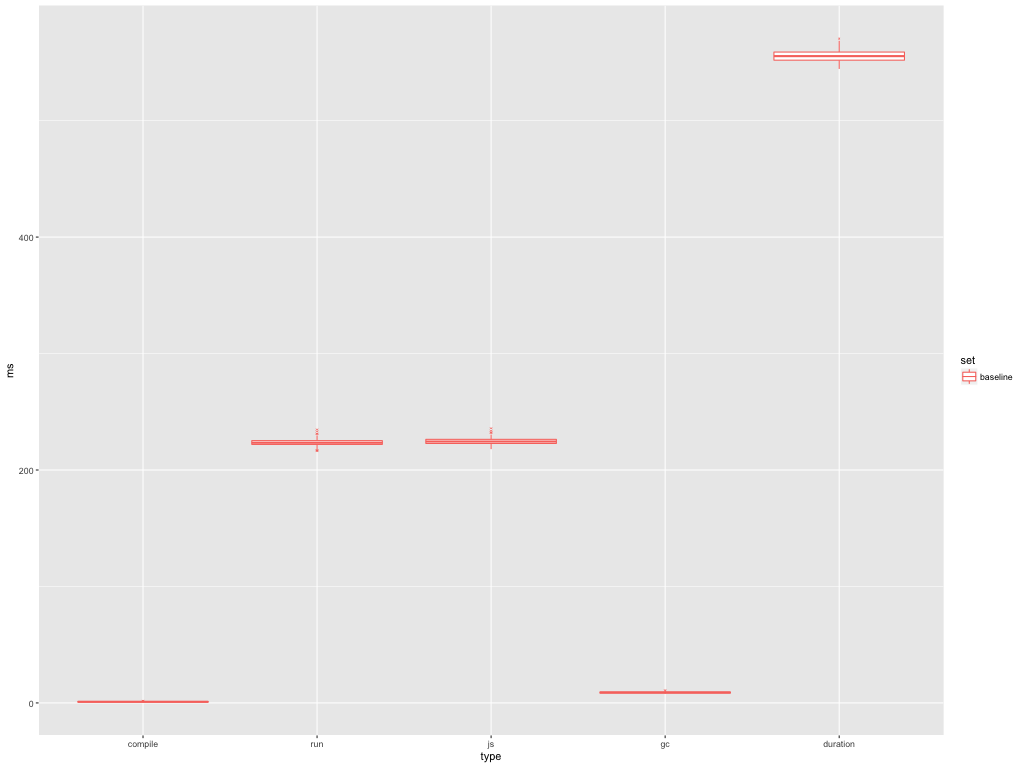 400
200
0
ms
compile run js gc duration
type
set
baseline